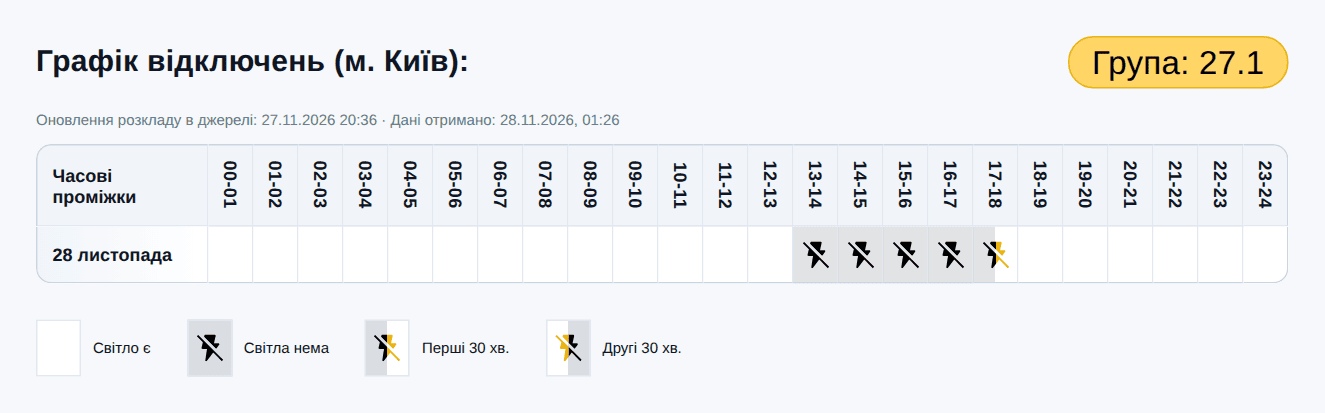 Графік відключень (м. Київ):
Група: 27.1
Оновлення розкладу в джерелі: 27.11.2026 20:36 · Дані отримано: 28.11.2026, 01:26
Часові
проміжки
00-01
01-02
02-03
03-04
04-05
05-06
06-07
07-08
08-09
09-10
10-11
11-12
12-13
13-14
14-15
15-16
16-17
17-18
18-19
19-20
20-21
21-22
22-23
23-24
28 листопада
Світло є
Світла нема
Перші 30 хв.
Другі 30 хв.